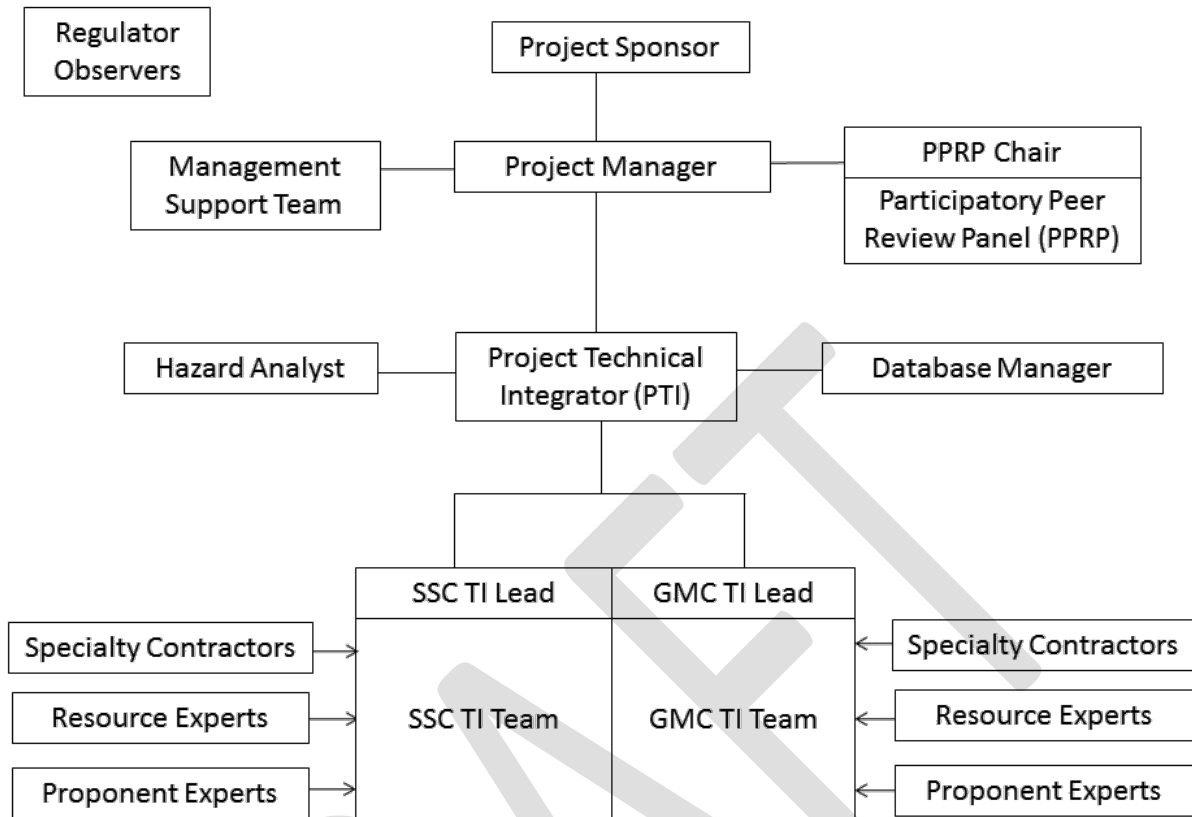 Regulator
Observers
Project Sponsor
Management
Support Team
Project Manager
PPRP Chair
Participatory Peer
Review Panel (PPRP)
Hazard Analyst
Project Technical
Integrator (PTI)
Database Manager
SSC TI Lead
GMC TI Lead
Specialty Contractors
Specialty Contractors
Resource Experts
SSC TI Team
GMC TI Team
Resource Experts
Proponent Experts
Proponent Experts